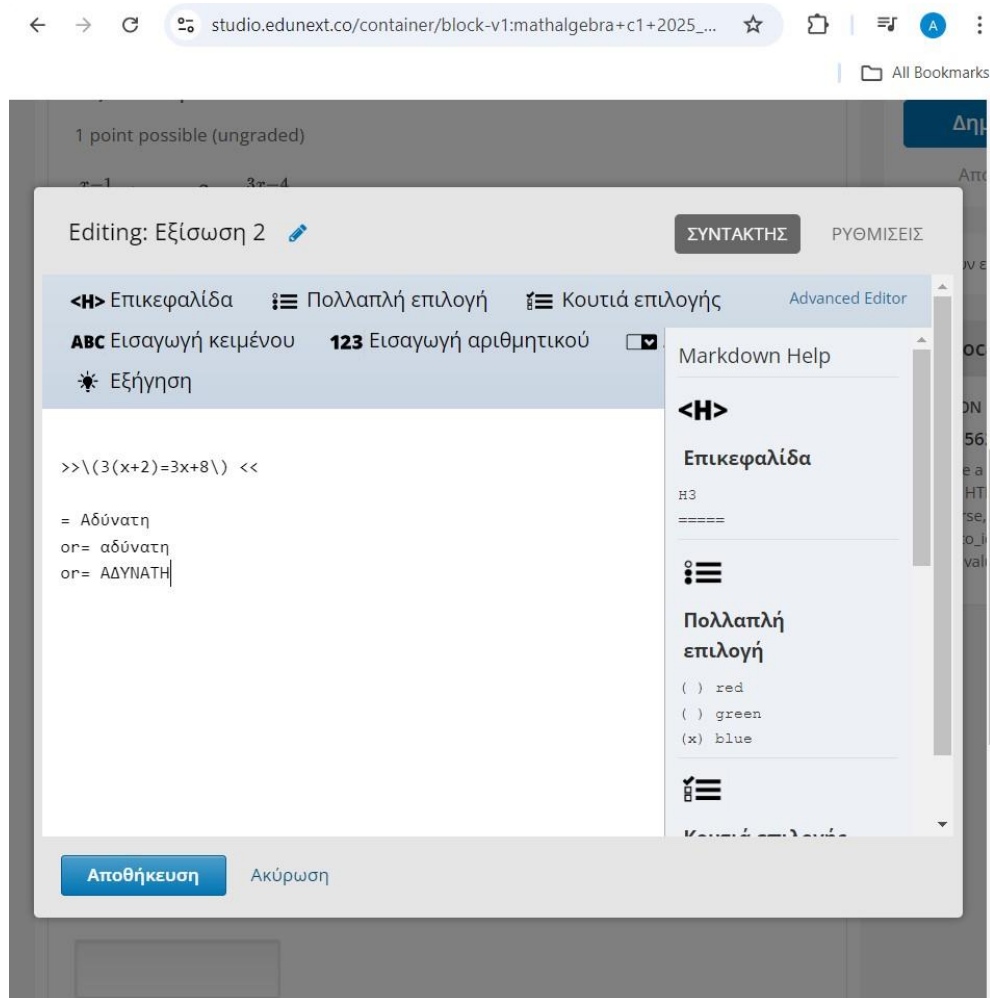 studio.edunext.co/container/block-v1:mathalgebra+c1+2025_...
A
All Bookmarks
1 point possible (ungraded)
Editing: Εξίσωση 2
ΣΥΝΤΑΚΤΗΣ ΡΥΘΜΙΣΕΙΣ
<H> Επικεφαλίδα Πολλαπλή επιλογή Κουτιά επιλογής Advanced Editor
ABC Εισαγωγή κειμένου 123 Εισαγωγή αριθμητικού
Εξήγηση
>>\(3(x+2)=3x+8\) <<
= Αδύνατη
or= αδύνατη
or= ΑΔΥΝΑΤΗ
Markdown Help
<H>
Επικεφαλίδα
H3
=====
Πολλαπλή
επιλογή
( ) red
( ) green
(x) blue
Κουτιά επιλογής
Αποθήκευση Ακύρωση